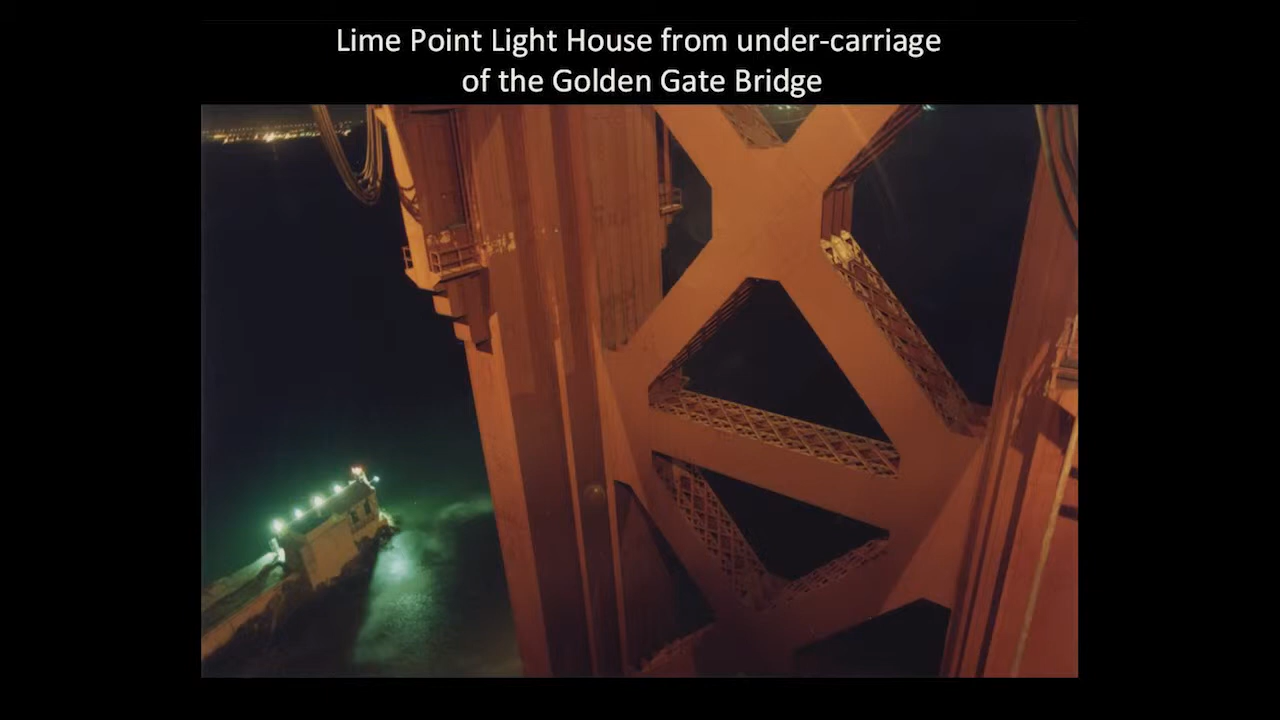 Lime Point Light House from under-carriage
of the Golden Gate Bridge